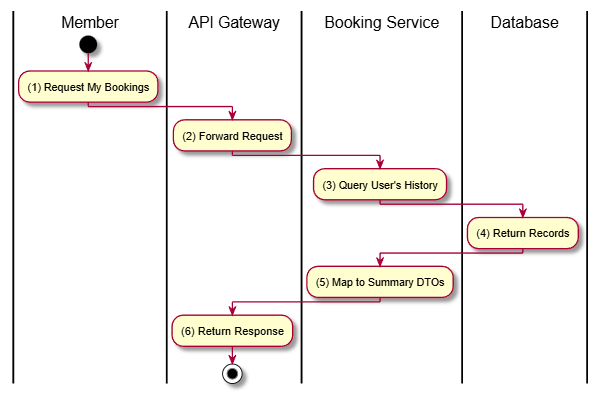 Member
API Gateway
Booking Service
Database
(1) Request My Bookings
(2) Forward Request
(3) Query User's History
(4) Return Records
(5) Map to Summary DTOs
(6) Return Response